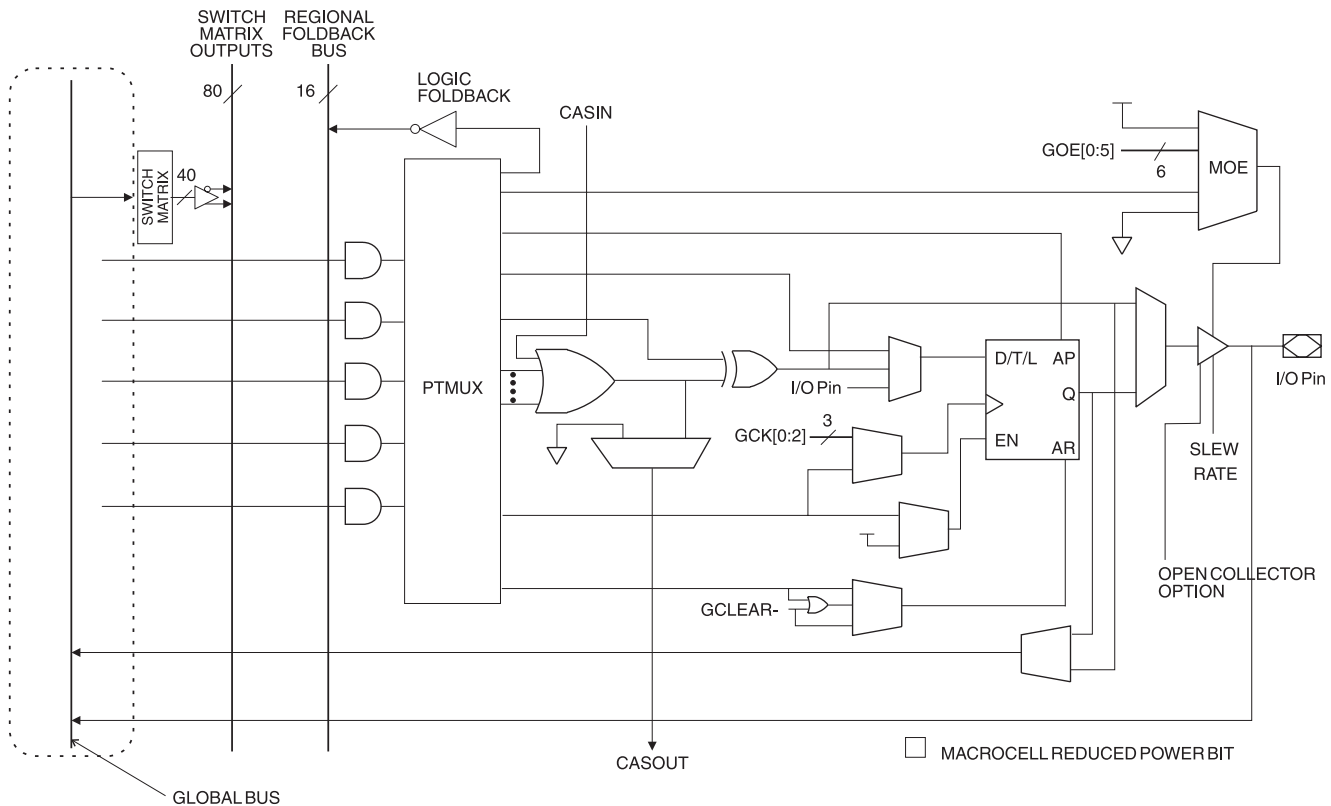 SWITCH
MATRIX
OUTPUTS
REGIONAL
FOLDBACK
BUS
80
16
LOGIC
FOLDBACK
CASIN
GOE[0:5]
6
MOE
SWITCH
MATRIX
40
PTMUX
I/O Pin
D/T/L
AP
Q
EN
AR
GCK[0:2]
3
I/O Pin
SLEW
RATE
OPEN COLLECTOR
OPTION
GCLEAR-
CASOUT
MACROCELL REDUCED POWER BIT
GLOBAL BUS